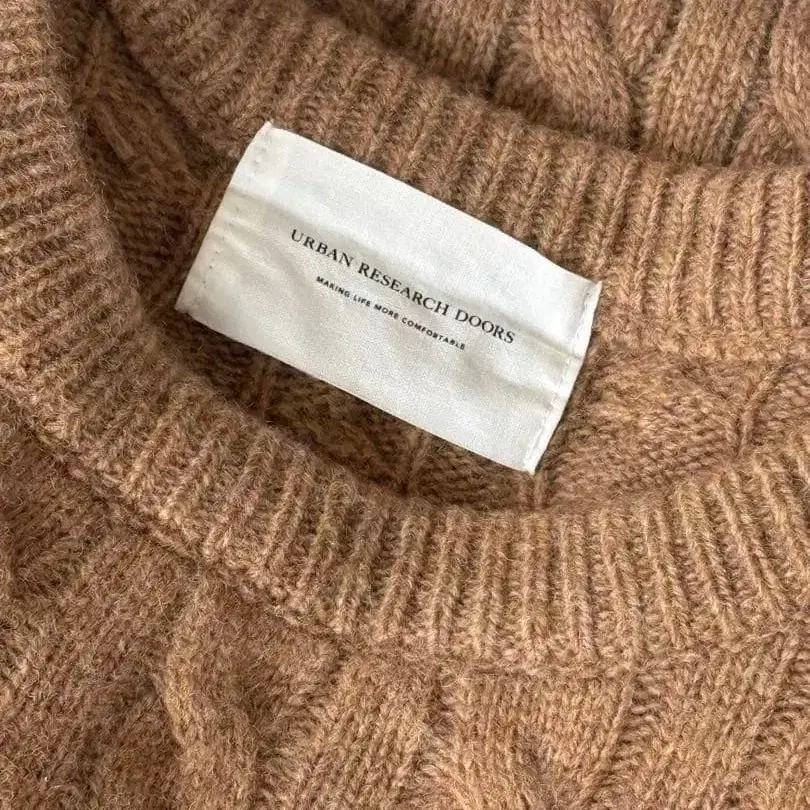 URBAN RESEARCH DOORS
MAKING LIFE MORE COMFORTABLE